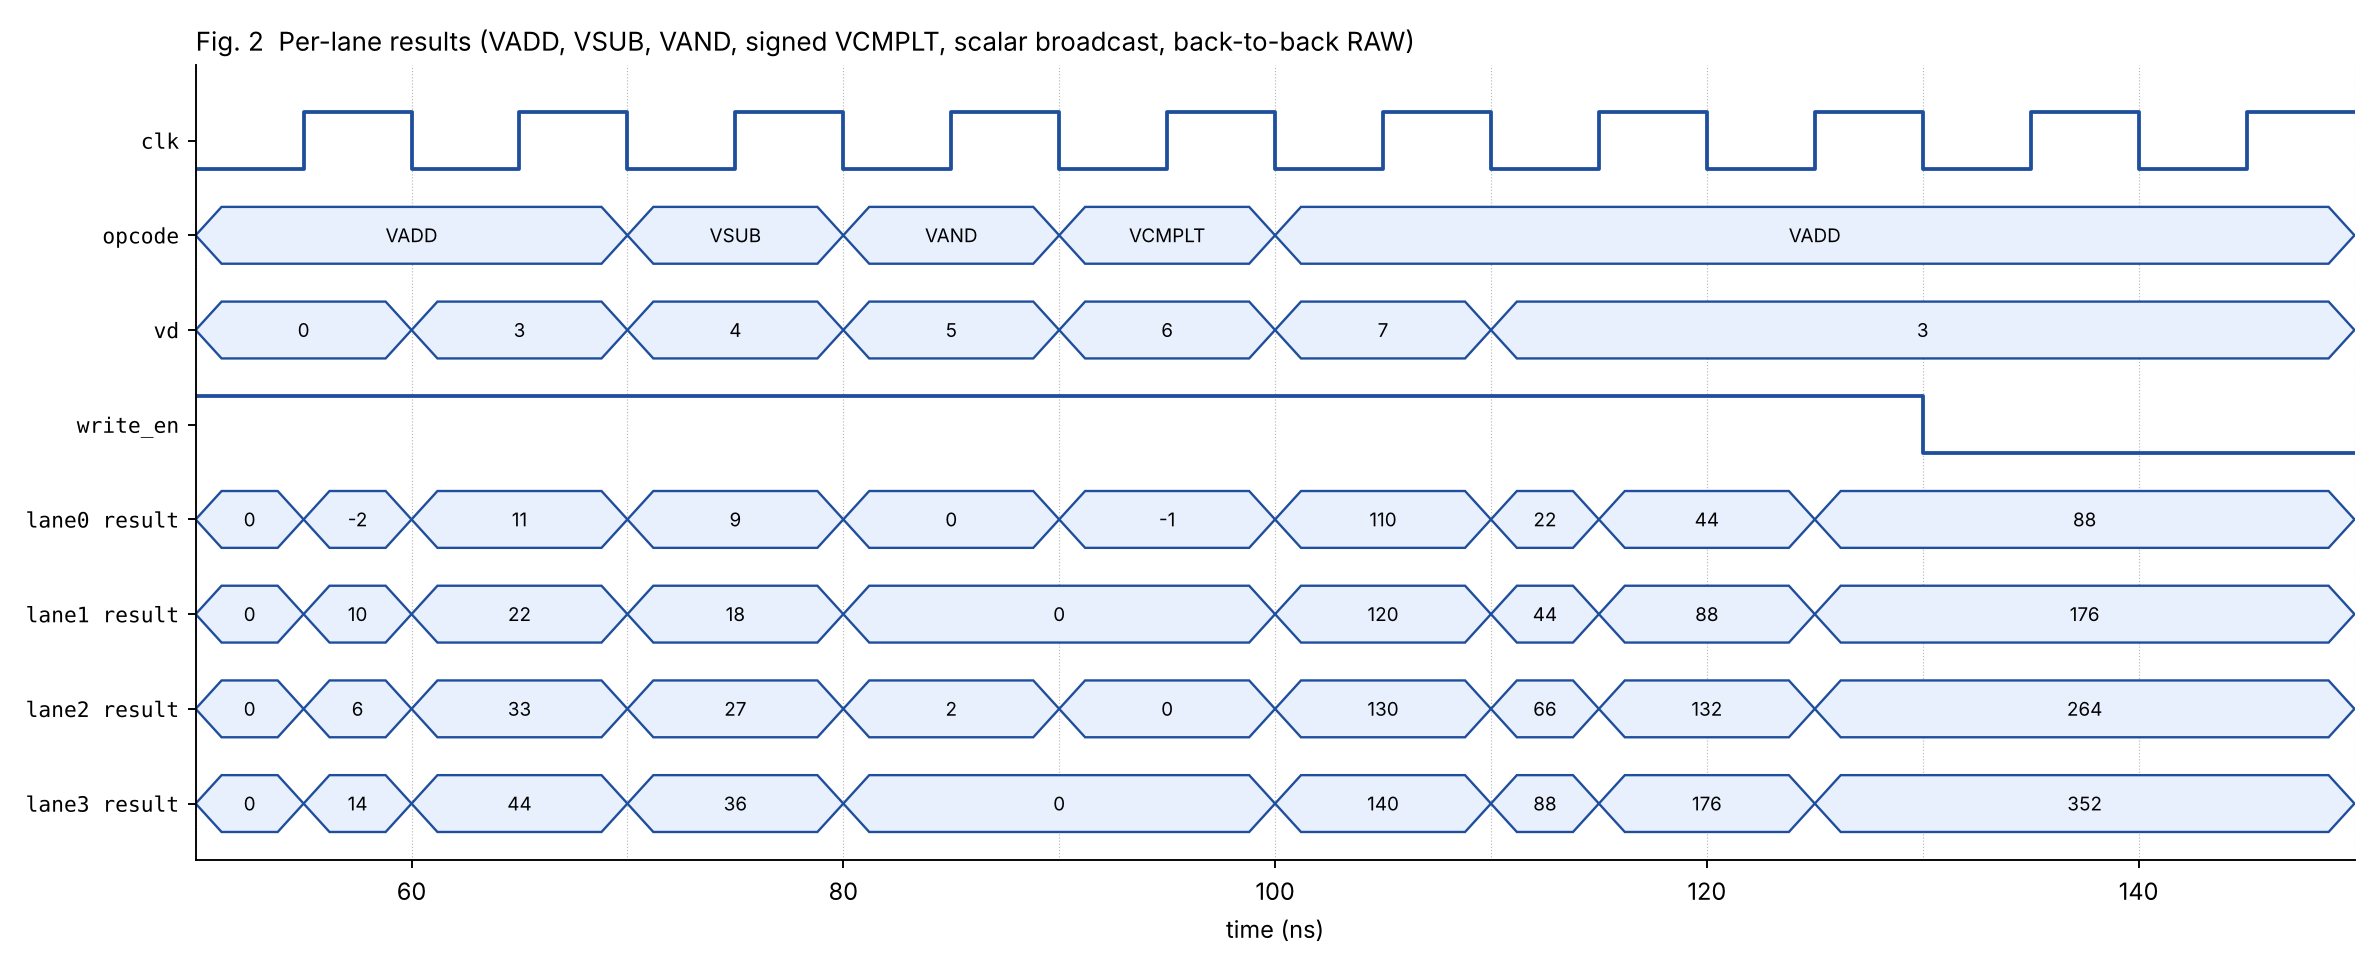 Fig. 2  Per-lane results (VADD, VSUB, VAND, signed VCMPLT, scalar broadcast, back-to-back RAW)
clk
opcode VADD VSUB VAND VCMPLT VADD
vd 0 3 4 5 6 7 3
write_en
lane0 result 0 -2 11 9 0 -1 110 22 44 88
lane1 result 0 10 22 18 0 120 44 88 176
lane2 result 0 6 33 27 2 0 130 66 132 264
lane3 result 0 14 44 36 0 140 88 176 352
60 80 100 120 140
time (ns)